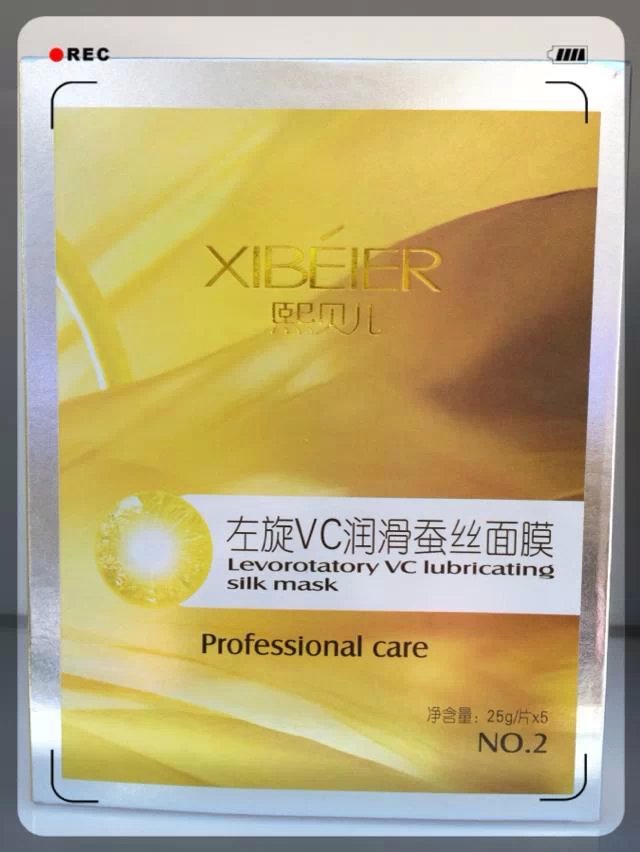 REC
XIBÉIER
熙贝儿
左旋VC润滑蚕丝面膜
Levorotatory VC lubricating
silk mask
Professional care
净含量：25g/片x5
NO.2